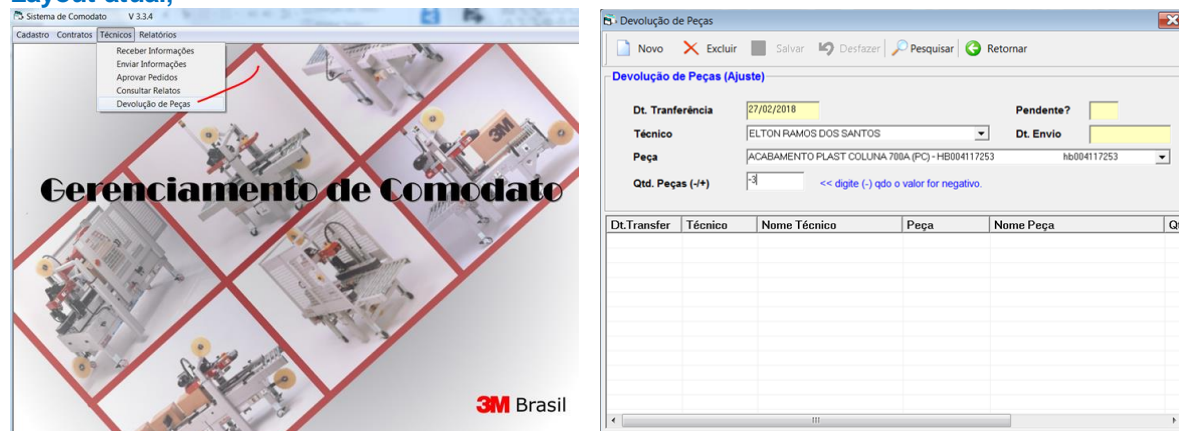 Layout atual;
Sistema de Comodato V 3.3.4
Cadastro Contratos Técnicos Relatórios
Receber Informações
Enviar Informações
Aprovar Pedidos
Consultar Relatos
Devolução de Peças
Gerenciamento de Comodato
3M
3M Brasil
Devolução de Peças
Novo Excluir Salvar Desfazer Pesquisar Retornar
Devolução de Peças (Ajuste)
Dt. Tranferência 27/02/2018 Pendente?
Técnico ELTON RAMOS DOS SANTOS Dt. Envio
Peça ACABAMENTO PLAST COLUNA 700A (PC) - HB004117253 hb004117253
Qtd. Peças (-/+) -3 << digite (-) qdo o valor for negativo.
Dt.Transfer Técnico Nome Técnico Peça Nome Peça